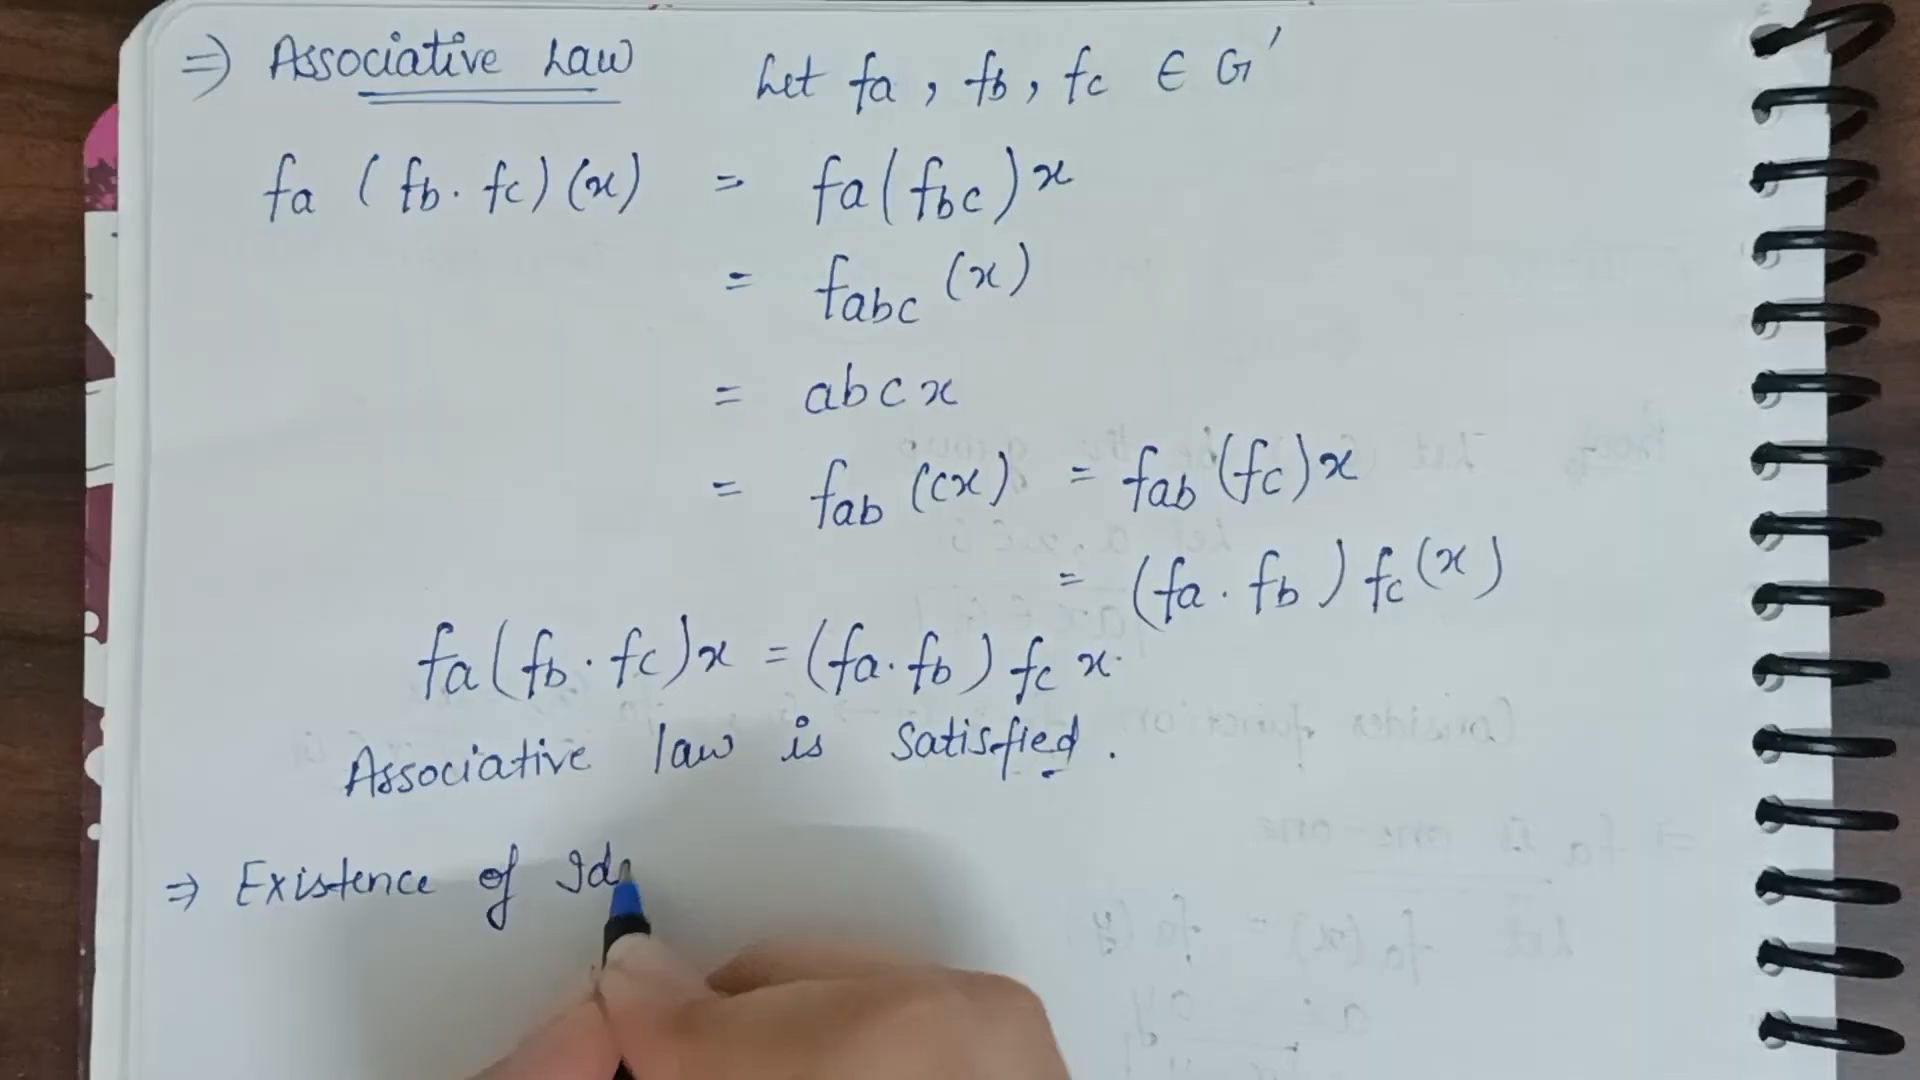 ⇒ Associative Law Let fa, fb, fc ∈ G'
fa (fb . fc)(x) = fa(fbc)x
= fabc (x)
= abcx
= fab (cx) = fab (fc)x
= (fa . fb) fc(x)
fa(fb . fc)x = (fa . fb) fc x.
Associative law is satisfied.
⇒ Existence of Id